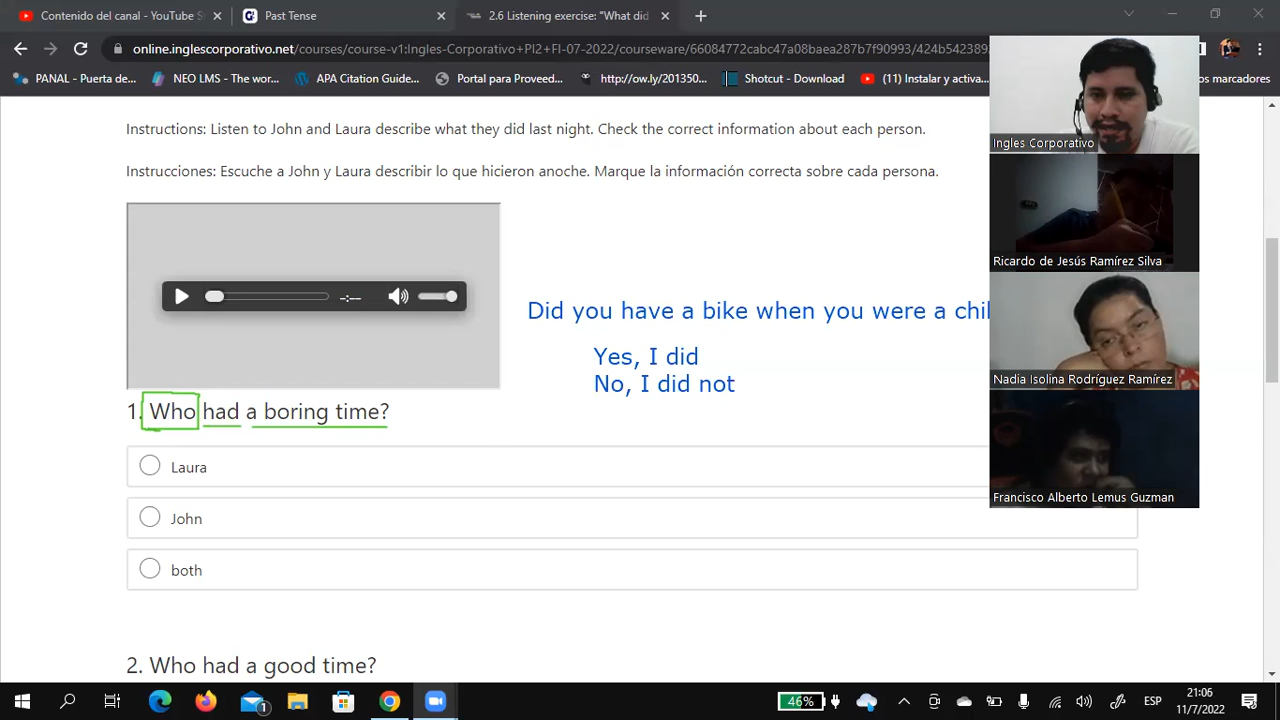 Contenido del canal - YouTube S
Past Tense
2.6 Listening exercise: "What did
online.inglescorporativo.net/courses/course-v1:Ingles-Corporativo+PI2+FI-07-2022/courseware/66084772cabc47a08baea287b7f90993/424b5423892
PANAL - Puerta de...
NEO LMS - The wor...
APA Citation Guide...
Portal para Proveed...
http://ow.ly/201350...
Shotcut - Download
(11) Instalar y activa...
os marcadores
Instructions: Listen to John and Laura describe what they did last night. Check the correct information about each person.
Instrucciones: Escuche a John y Laura describir lo que hicieron anoche. Marque la información correcta sobre cada persona.
-:--
Did you have a bike when you were a chi
Yes, I did
No, I did not
1. Who had a boring time?
Laura
John
both
2. Who had a good time?
Ingles Corporativo
Ricardo de Jesús Ramírez Silva
Nadia Isolina Rodríguez Ramírez
Francisco Alberto Lemus Guzman
1
46%
ESP
21:06
11/7/2022